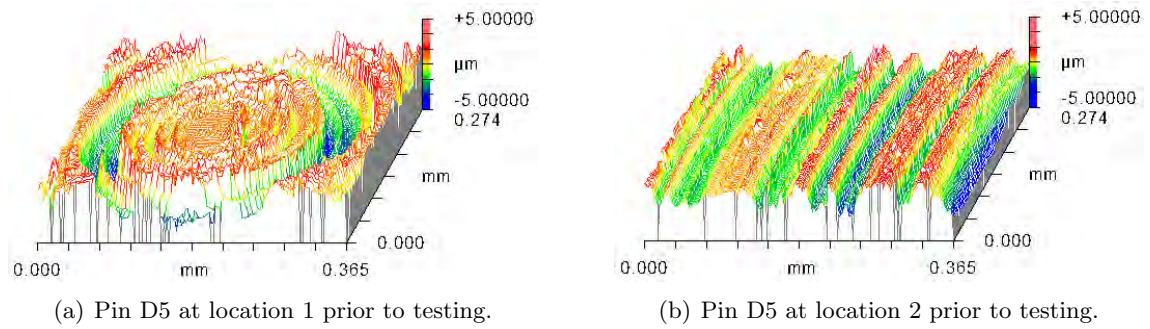 +5.00000
µm
-5.00000
0.274
mm
0.000
0.000
mm
0.365
(a) Pin D5 at location 1 prior to testing.
+5.00000
µm
-5.00000
0.274
mm
0.000
0.000
mm
0.365
(b) Pin D5 at location 2 prior to testing.